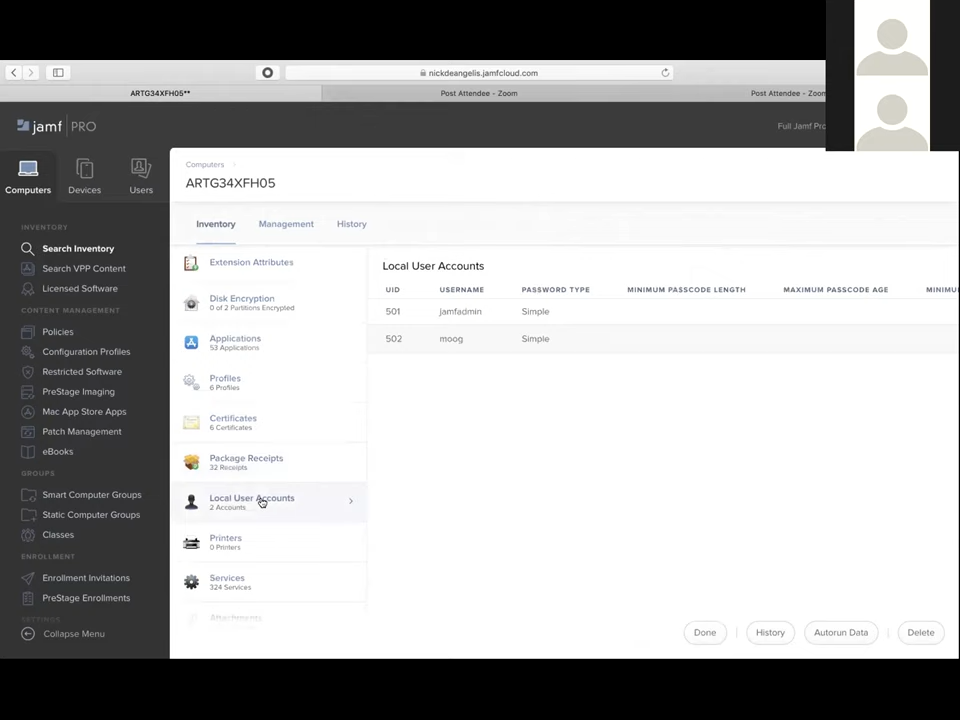 nickdeangelis.jamfcloud.com
ARTG34XFH05**
Post Attendee - Zoom
Post Attendee - Zoom
jamf PRO
Full Jamf Pro
Computers
Devices
Users
INVENTORY
Search Inventory
Search VPP Content
Licensed Software
CONTENT MANAGEMENT
Policies
Configuration Profiles
Restricted Software
PreStage Imaging
Mac App Store Apps
Patch Management
eBooks
GROUPS
Smart Computer Groups
Static Computer Groups
Classes
ENROLLMENT
Enrollment Invitations
PreStage Enrollments
SETTINGS
Collapse Menu
Computers
ARTG34XFH05
Inventory
Management
History
Extension Attributes
Disk Encryption
0 of 2 Partitions Encrypted
Applications
53 Applications
Profiles
6 Profiles
Certificates
6 Certificates
Package Receipts
32 Receipts
Local User Accounts
2 Accounts
Printers
0 Printers
Services
324 Services
Attachments
Local User Accounts
UID USERNAME PASSWORD TYPE MINIMUM PASSCODE LENGTH MAXIMUM PASSCODE AGE MINIMU
501 jamfadmin Simple
502 moog Simple
Done
History
Autorun Data
Delete